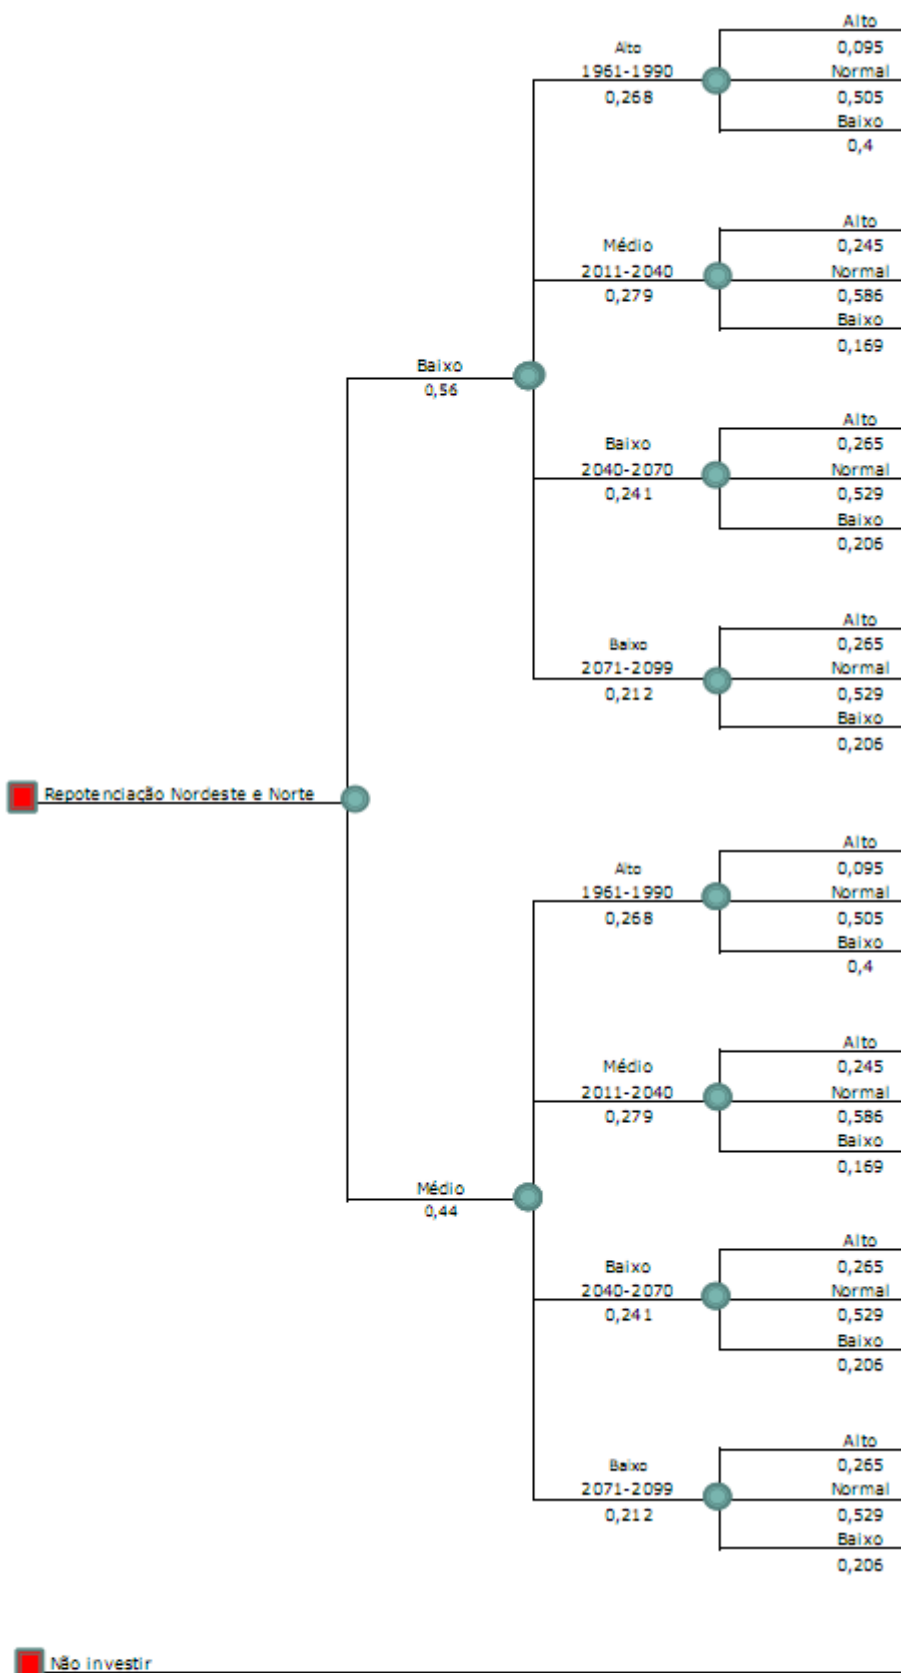 Alto
0,095
Alto
1961-1990
0,268
Normal
0,505
Baixo
0,4
Alto
0,245
Médio
2011-2040
0,279
Normal
0,586
Baixo
0,169
Baixo
0,56
Alto
0,265
Baixo
2040-2070
0,241
Normal
0,529
Baixo
0,206
Alto
0,265
Baixo
2071-2099
0,212
Normal
0,529
Baixo
0,206
Repotenciação Nordeste e Norte
Alto
0,095
Alto
1961-1990
0,268
Normal
0,505
Baixo
0,4
Alto
0,245
Médio
2011-2040
0,279
Normal
0,586
Baixo
0,169
Médio
0,44
Alto
0,265
Baixo
2040-2070
0,241
Normal
0,529
Baixo
0,206
Alto
0,265
Baixo
2071-2099
0,212
Normal
0,529
Baixo
0,206
Não investir